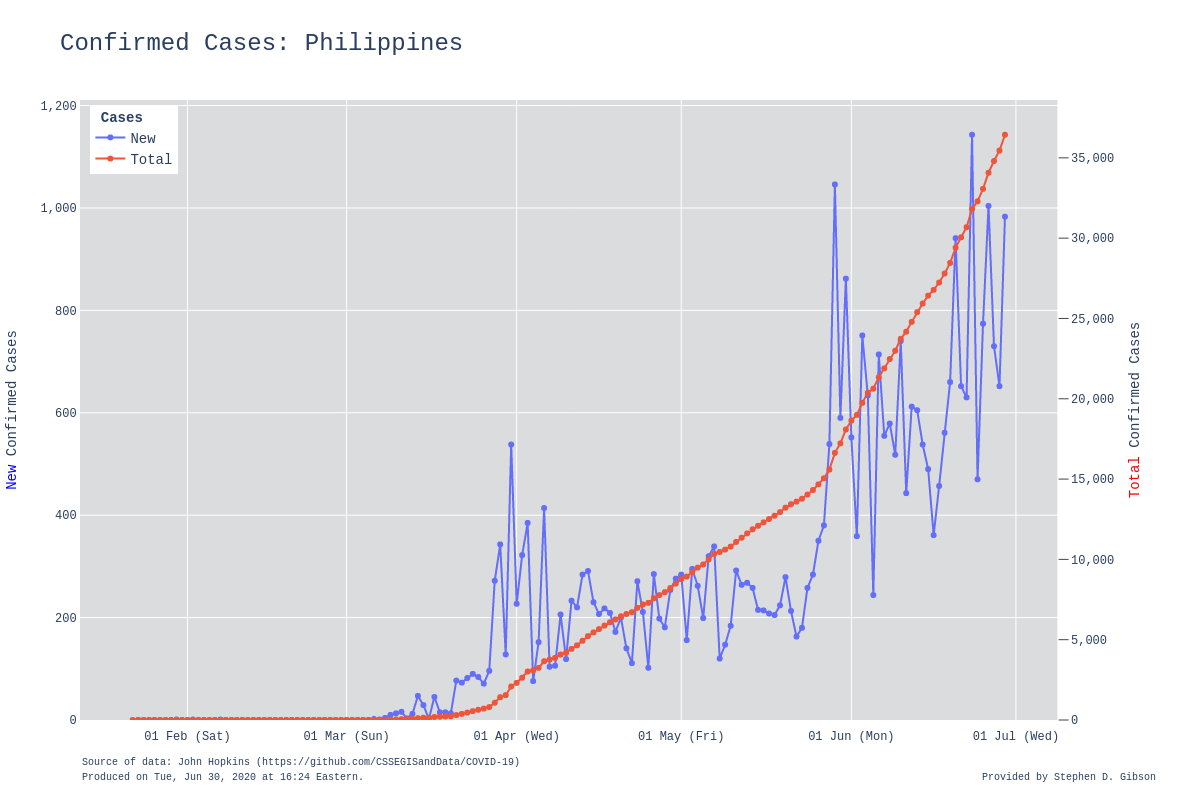 Confirmed Cases: Philippines
Cases
New
Total
1,200
1,000
800
600
400
200
0
New Confirmed Cases
35,000
30,000
25,000
20,000
15,000
10,000
5,000
0
Total Confirmed Cases
01 Feb (Sat)
01 Mar (Sun)
01 Apr (Wed)
01 May (Fri)
01 Jun (Mon)
01 Jul (Wed)
Source of data: John Hopkins (https://github.com/CSSEGISandData/COVID-19)
Produced on Tue, Jun 30, 2020 at 16:24 Eastern.
Provided by Stephen D. Gibson